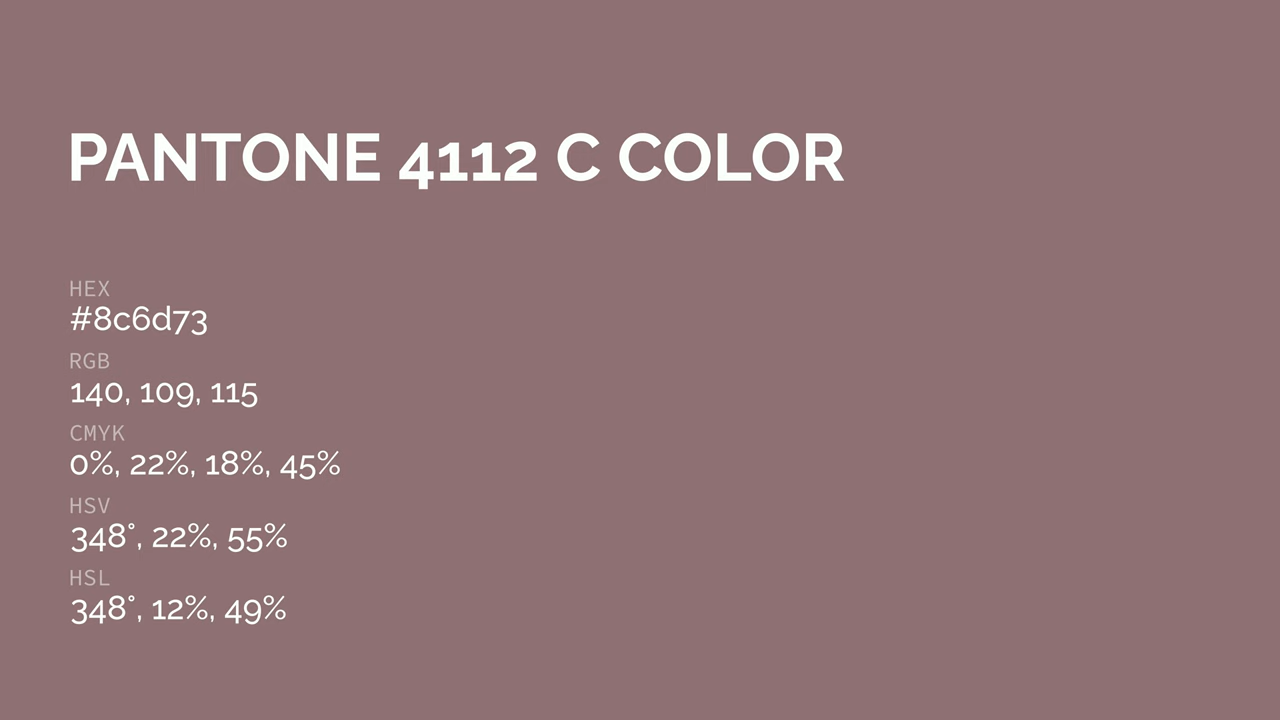 PANTONE 4112 C COLOR
HEX
#8c6d73
RGB
140, 109, 115
CMYK
0%, 22%, 18%, 45%
HSV
348°, 22%, 55%
HSL
348°, 12%, 49%